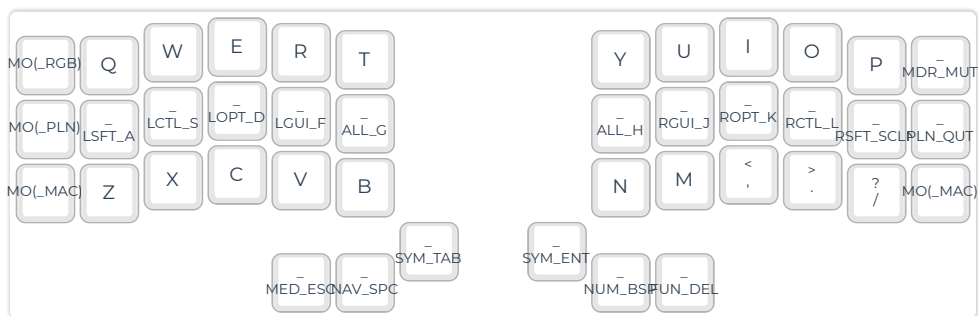 MO(_RGB) Q W E R T Y U I O P _ MDR_MUT
MO(_PLN) _ LSFT_A _ LCTL_S _ LOPT_D _ LGUI_F _ ALL_G _ ALL_H _ RGUI_J _ ROPT_K _ RCTL_L _ RSFT_SCLN _ PLN_QUT
MO(_MAC) Z X C V B N M < , > . ? / MO(_MAC)
_ SYM_TAB _ SYM_ENT
_ MED_ESC _ NAV_SPC _ NUM_BSP _ FUN_DEL